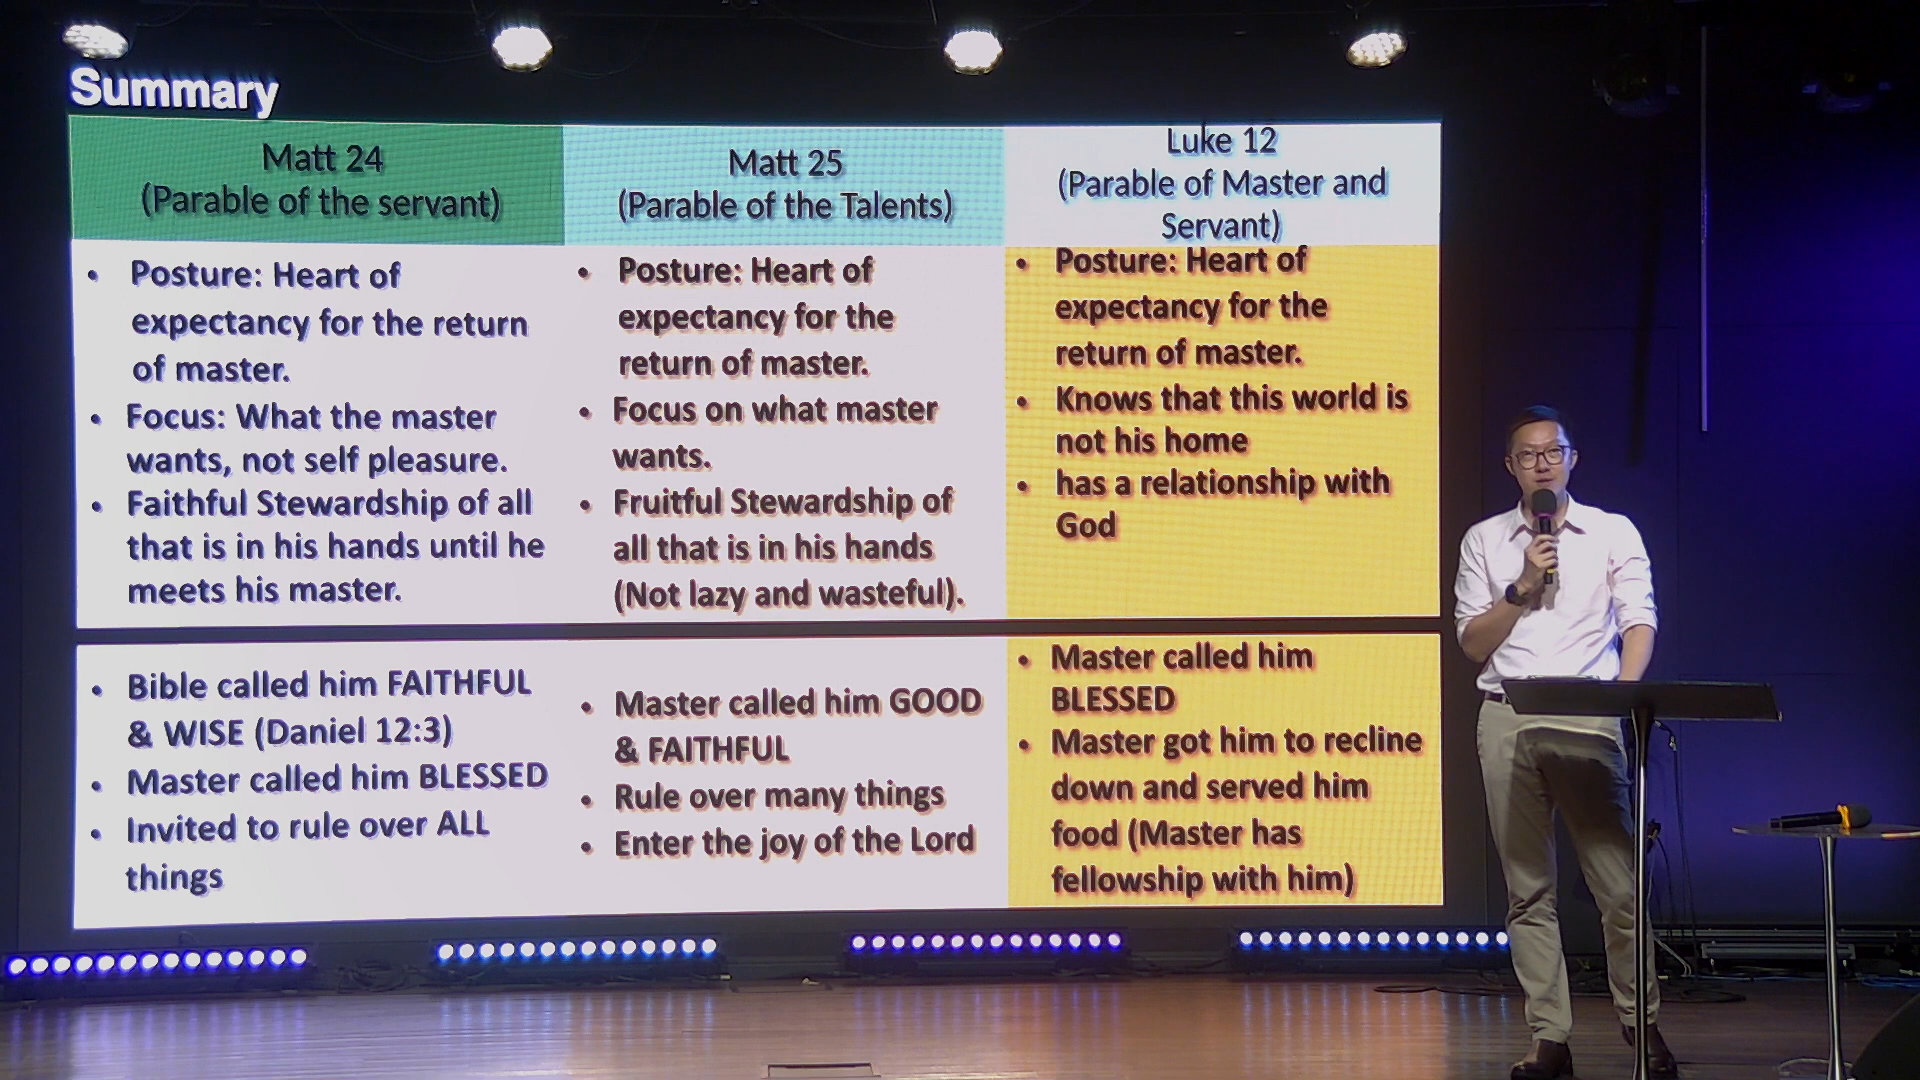 Summary
Matt 24
(Parable of the servant)
Matt 25
(Parable of the Talents)
Luke 12
(Parable of Master and
Servant)
• Posture: Heart of
expectancy for the return
of master.
• Focus: What the master
wants, not self pleasure.
• Faithful Stewardship of all
that is in his hands until he
meets his master.
• Posture: Heart of
expectancy for the
return of master.
• Focus on what master
wants.
• Fruitful Stewardship of
all that is in his hands
(Not lazy and wasteful).
• Posture: Heart of
expectancy for the
return of master.
• Knows that this world is
not his home
• has a relationship with
God
• Bible called him FAITHFUL
& WISE (Daniel 12:3)
• Master called him BLESSED
• Invited to rule over ALL
things
• Master called him GOOD
& FAITHFUL
• Rule over many things
• Enter the joy of the Lord
• Master called him
BLESSED
• Master got him to recline
down and served him
food (Master has
fellowship with him)